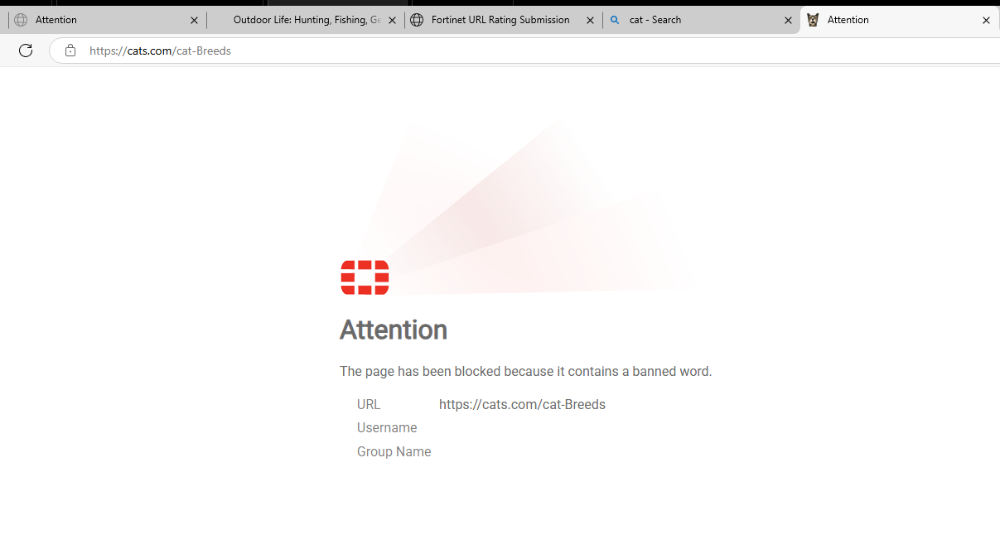 Attention
Outdoor Life: Hunting, Fishing, Ge
Fortinet URL Rating Submission
cat - Search
Attention
https://cats.com/cat-Breeds
Attention
The page has been blocked because it contains a banned word.
URL https://cats.com/cat-Breeds
Username
Group Name